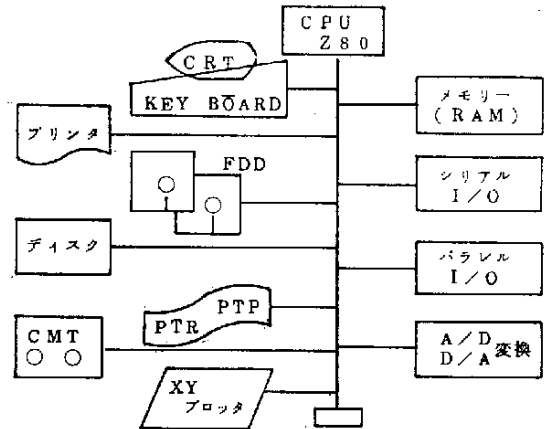 CPU
Z80
CRT
KEY BOARD
メモリー
(RAM)
プリンタ
FDD
シリアル
I/O
ディスク
パラレル
I/O
PTR PTP
CMT
A/D
D/A変換
XY
プロッタ